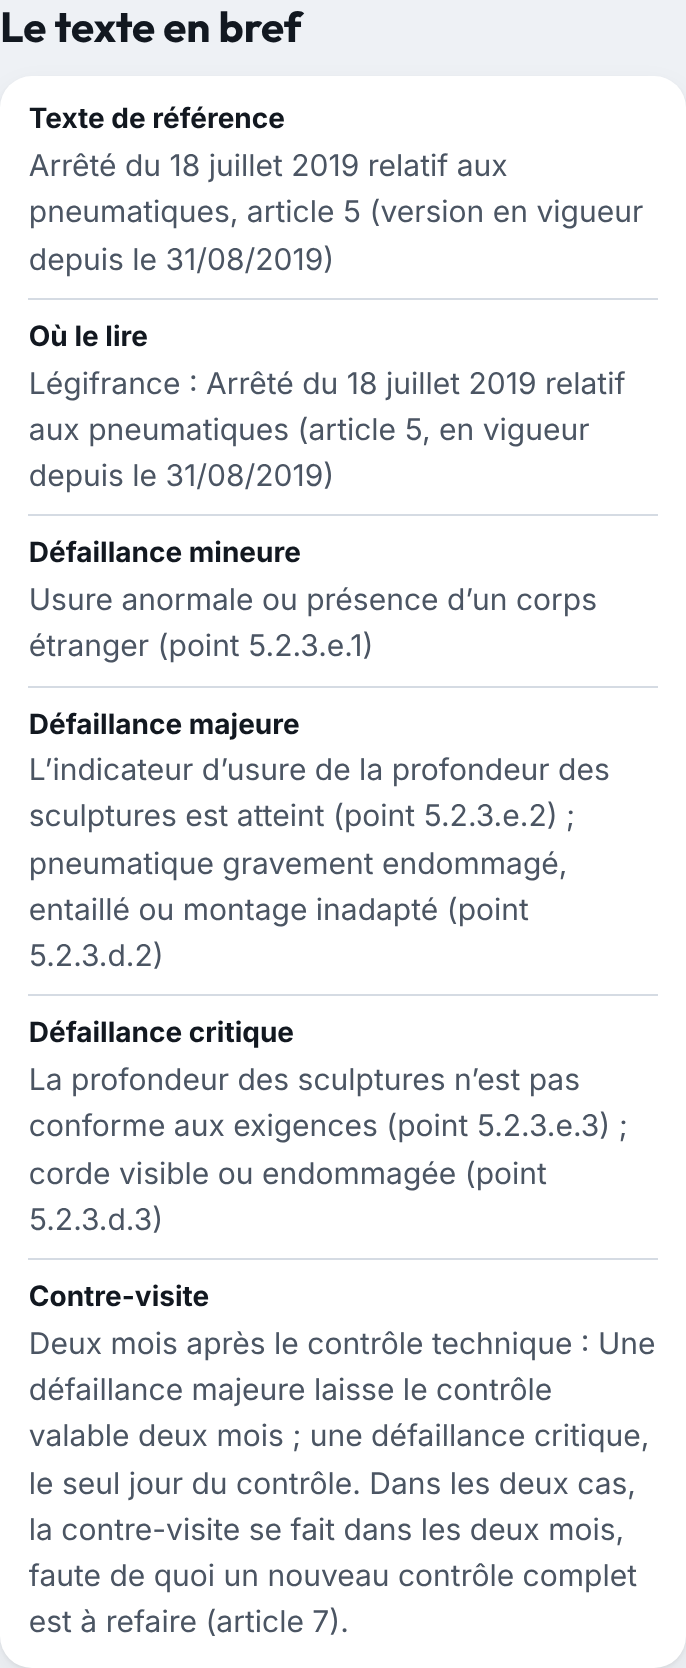 Le texte en bref
Texte de référence
Arrêté du 18 juillet 2019 relatif aux
pneumatiques, article 5 (version en vigueur
depuis le 31/08/2019)
Où le lire
Légifrance : Arrêté du 18 juillet 2019 relatif
aux pneumatiques (article 5, en vigueur
depuis le 31/08/2019)
Défaillance mineure
Usure anormale ou présence d’un corps
étranger (point 5.2.3.e.1)
Défaillance majeure
L’indicateur d’usure de la profondeur des
sculptures est atteint (point 5.2.3.e.2) ;
pneumatique gravement endommagé,
entaillé ou montage inadapté (point
5.2.3.d.2)
Défaillance critique
La profondeur des sculptures n’est pas
conforme aux exigences (point 5.2.3.e.3) ;
corde visible ou endommagée (point
5.2.3.d.3)
Contre-visite
Deux mois après le contrôle technique : Une
défaillance majeure laisse le contrôle
valable deux mois ; une défaillance critique,
le seul jour du contrôle. Dans les deux cas,
la contre-visite se fait dans les deux mois,
faute de quoi un nouveau contrôle complet
est à refaire (article 7).